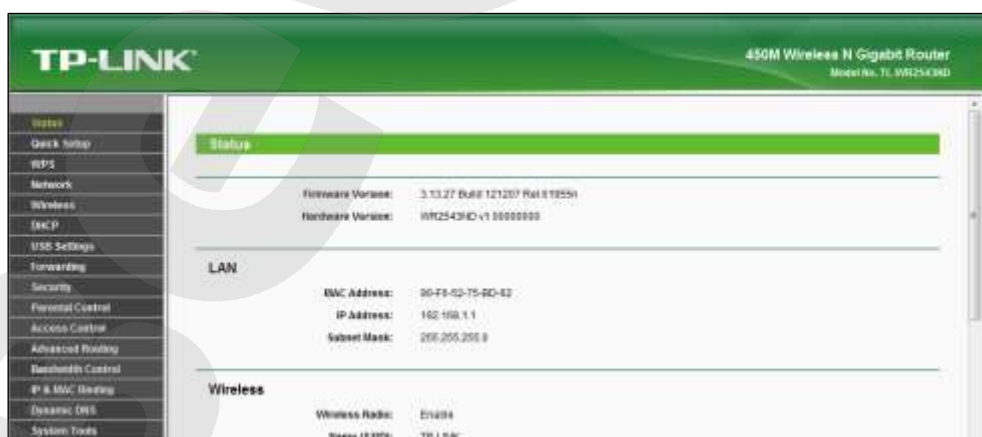 TP-LINK
450M Wireless N Gigabit Router
Model No. TL-WR2543ND
Status
Quick Setup
WPS
Network
Wireless
DHCP
USB Settings
Forwarding
Security
Parental Control
Access Control
Advanced Routing
Bandwidth Control
IP & MAC Binding
Dynamic DNS
System Tools
Status
Firmware Version: 3.13.27 Build 121207 Rel.
Hardware Version: WR2543ND v1 00000000
LAN
MAC Address:
IP Address: 192.168.1.1
Subnet Mask: 255.255.255.0
Wireless
Wireless Radio: Enable